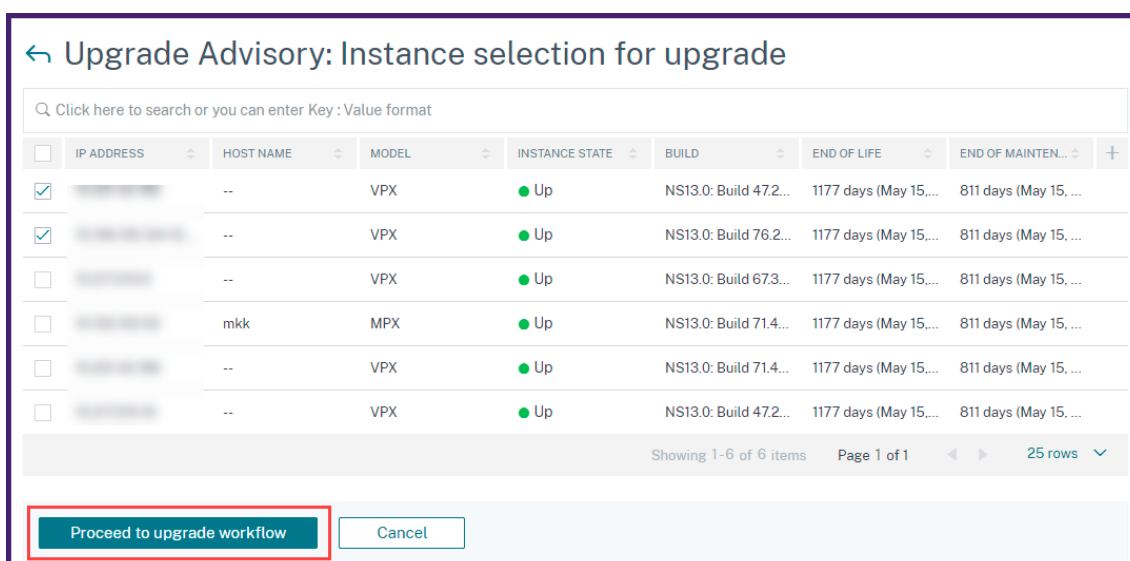 Upgrade Advisory: Instance selection for upgrade
Click here to search or you can enter Key : Value format
IP ADDRESS HOST NAME MODEL INSTANCE STATE BUILD END OF LIFE END OF MAINTEN...
-- VPX Up NS13.0: Build 47.2... 1177 days (May 15,... 811 days (May 15, ...
-- VPX Up NS13.0: Build 76.2... 1177 days (May 15,... 811 days (May 15, ...
-- VPX Up NS13.0: Build 67.3... 1177 days (May 15,... 811 days (May 15, ...
mkk MPX Up NS13.0: Build 71.4... 1177 days (May 15,... 811 days (May 15, ...
-- VPX Up NS13.0: Build 71.4... 1177 days (May 15,... 811 days (May 15, ...
-- VPX Up NS13.0: Build 47.2... 1177 days (May 15,... 811 days (May 15, ...
Showing 1-6 of 6 items Page 1 of 1 25 rows
Proceed to upgrade workflow Cancel